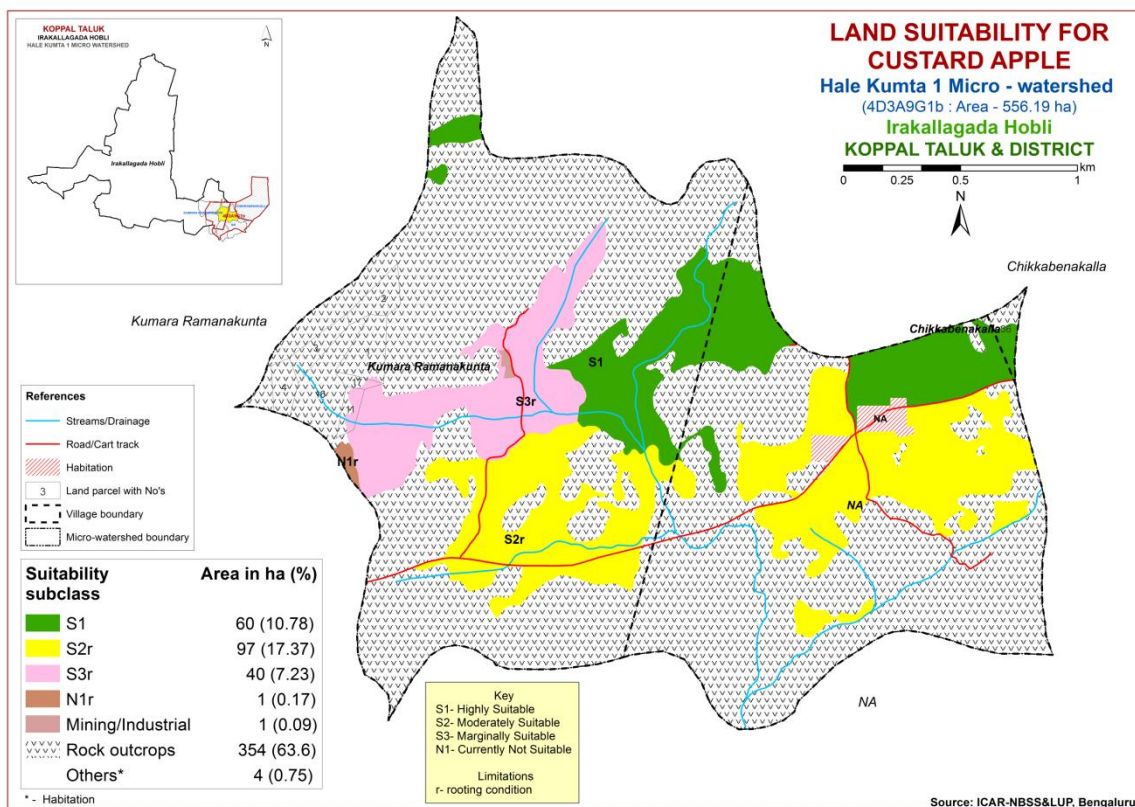 KOPPAL TALUK
IRAKALLAGADA HOBLI
HALE KUMTA 1 MICRO WATERSHED
N
Irakallagada Hobli
LAND SUITABILITY FOR
CUSTARD APPLE
Hale Kumta 1 Micro - watershed
(4D3A9G1b : Area - 556.19 ha)
Irakallagada Hobli
KOPPAL TALUK & DISTRICT
km
0 0.25 0.5 1
N
Chikkabenakalla
Kumara Ramanakunta
2
3
4
Kumara Ramanakunta
S1
Chikkabenakalla
S3r
11
N1r
NA
NA
S2r
NA
References
Streams/Drainage
Road/Cart track
Habitation
3 Land parcel with No's
Village boundary
Micro-watershed boundary
Suitability subclass Area in ha (%)
S1 60 (10.78)
S2r 97 (17.37)
S3r 40 (7.23)
N1r 1 (0.17)
Mining/Industrial 1 (0.09)
Rock outcrops 354 (63.6)
Others* 4 (0.75)
* - Habitation
Key
S1- Highly Suitable
S2- Moderately Suitable
S3- Marginally Suitable
N1- Currently Not Suitable
Limitations
r- rooting condition
Source: ICAR-NBSS&LUP, Bengaluru